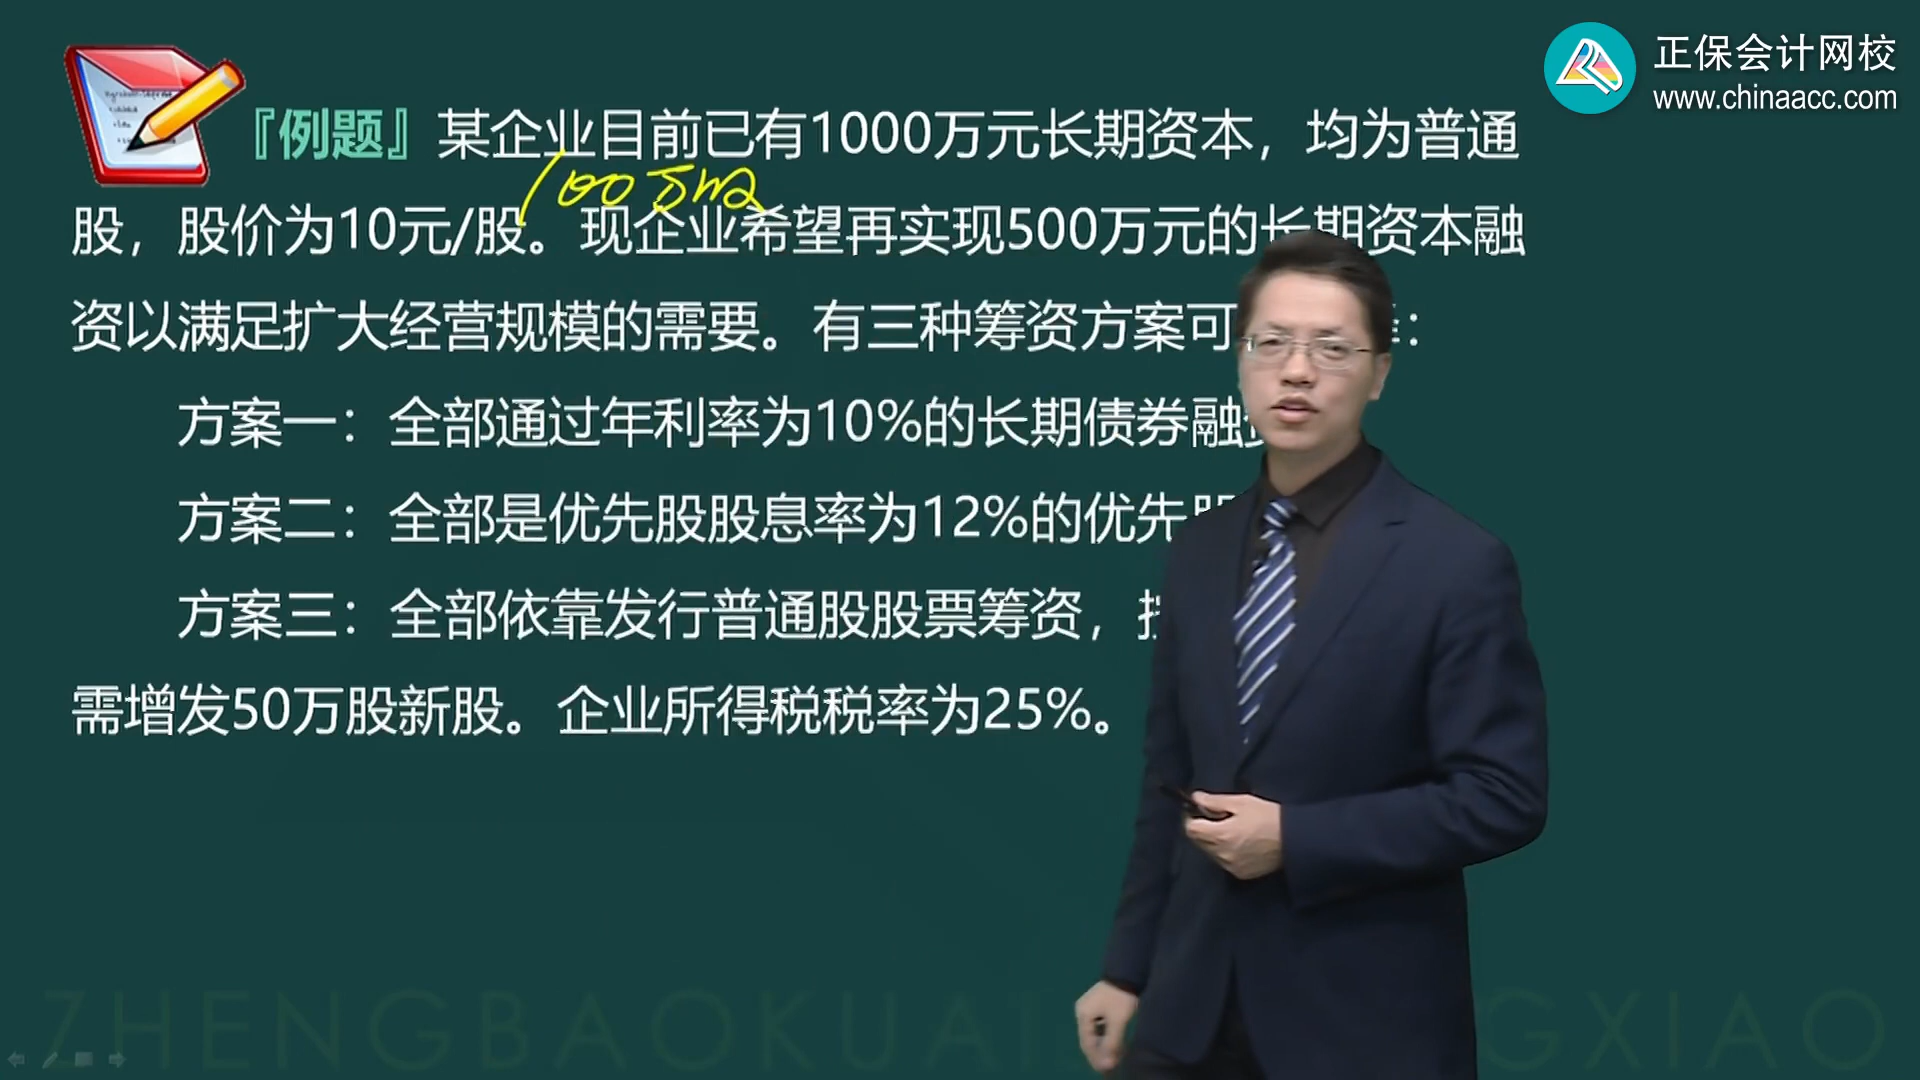 正保会计网校
www.chinaacc.com
『例题』某企业目前已有1000万元长期资本，均为普通
100万股
股，股价为10元/股。现企业希望再实现500万元的长期资本融
资以满足扩大经营规模的需要。有三种筹资方案可
：
方案一：全部通过年利率为10%的长期债券融资
方案二：全部是优先股股息率为12%的优先股
方案三：全部依靠发行普通股股票筹资，按
需增发50万股新股。企业所得税税率为25%。
ZHENGBAOKUAI
GXIAO